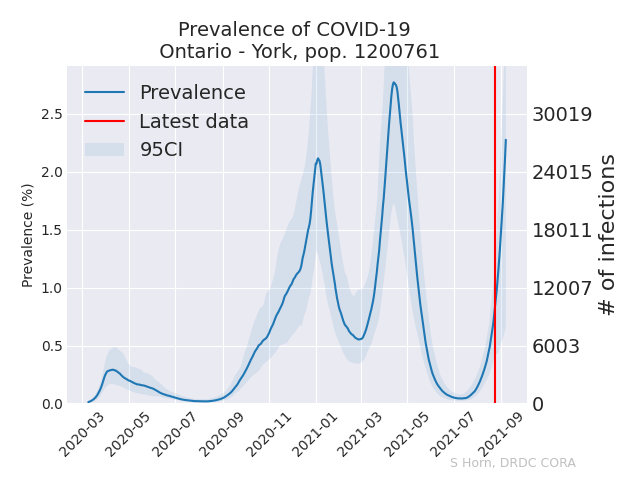 Prevalence of COVID-19
Ontario - York, pop. 1200761
Prevalence
Latest data
95CI
Prevalence (%)
2.5
2.0
1.5
1.0
0.5
0.0
30019
24015
18011
12007
6003
0
# of infections
2020-03
2020-05
2020-07
2020-09
2020-11
2021-01
2021-03
2021-05
2021-07
2021-09
S Horn, DRDC CORA